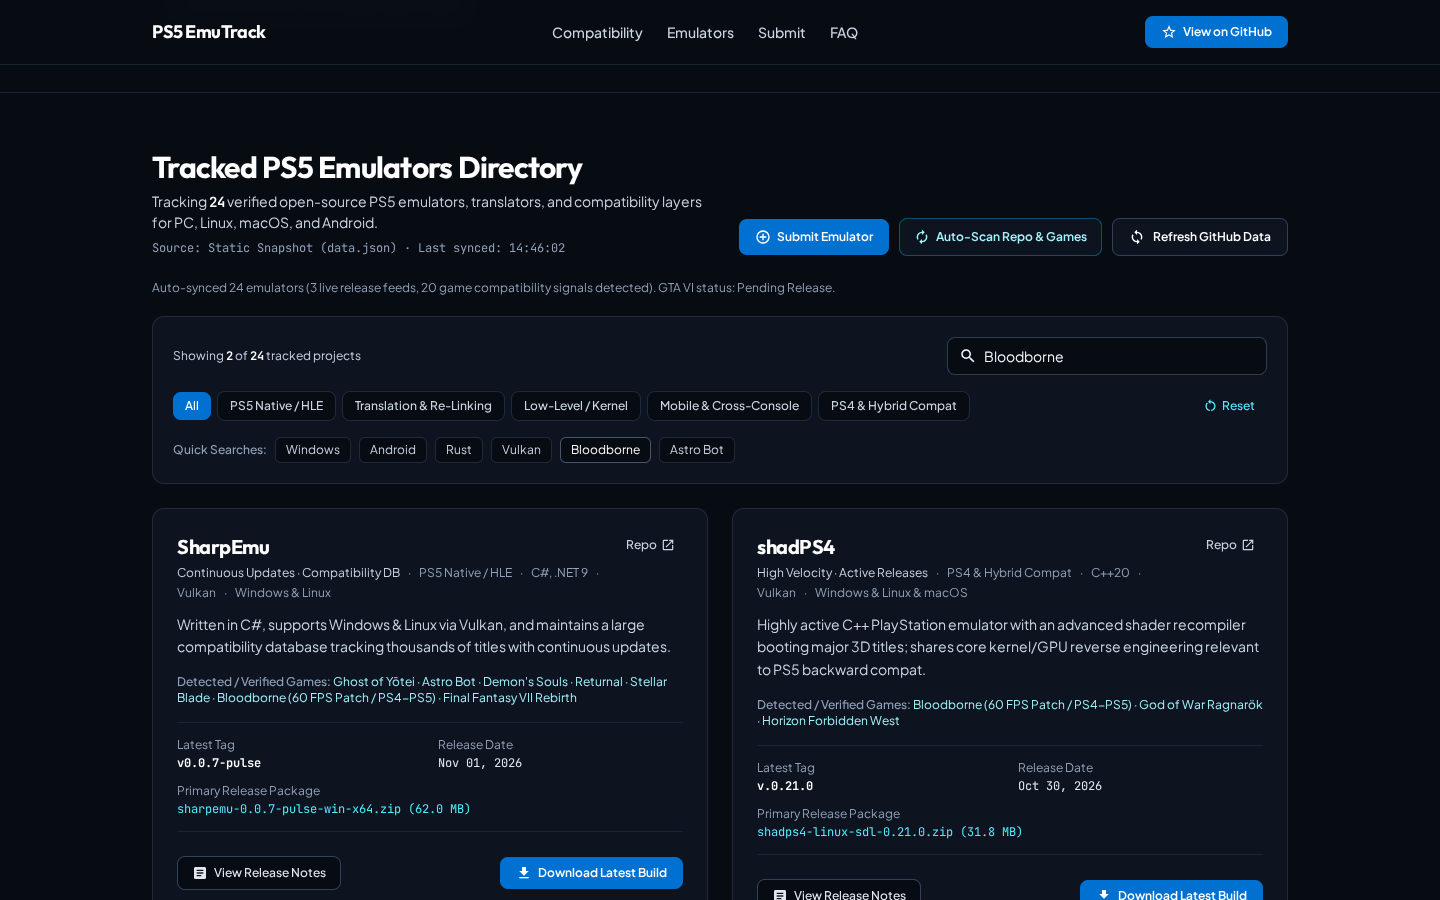 PS5 EmuTrack
Compatibility
Emulators
Submit
FAQ
View on GitHub
Tracked PS5 Emulators Directory
Tracking 24 verified open-source PS5 emulators, translators, and compatibility layers
for PC, Linux, macOS, and Android.
Source: Static Snapshot (data.json) · Last synced: 14:46:02
Submit Emulator
Auto-Scan Repo & Games
Refresh GitHub Data
Auto-synced 24 emulators (3 live release feeds, 20 game compatibility signals detected). GTA VI status: Pending Release.
Showing 2 of 24 tracked projects
Bloodborne
All
PS5 Native / HLE
Translation & Re-Linking
Low-Level / Kernel
Mobile & Cross-Console
PS4 & Hybrid Compat
Reset
Quick Searches:
Windows
Android
Rust
Vulkan
Bloodborne
Astro Bot
SharpEmu
Repo
Continuous Updates · Compatibility DB · PS5 Native / HLE · C#, .NET 9 ·
Vulkan · Windows & Linux
Written in C#, supports Windows & Linux via Vulkan, and maintains a large
compatibility database tracking thousands of titles with continuous updates.
Detected / Verified Games: Ghost of Yōtei · Astro Bot · Demon's Souls · Returnal · Stellar
Blade · Bloodborne (60 FPS Patch / PS4–PS5) · Final Fantasy VII Rebirth
Latest Tag
Release Date
v0.0.7-pulse
Nov 01, 2026
Primary Release Package
sharpemu-0.0.7-pulse-win-x64.zip (62.0 MB)
View Release Notes
Download Latest Build
shadPS4
Repo
High Velocity · Active Releases · PS4 & Hybrid Compat · C++20 ·
Vulkan · Windows & Linux & macOS
Highly active C++ PlayStation emulator with an advanced shader recompiler
booting major 3D titles; shares core kernel/GPU reverse engineering relevant
to PS5 backward compat.
Detected / Verified Games: Bloodborne (60 FPS Patch / PS4–PS5) · God of War Ragnarök
· Horizon Forbidden West
Latest Tag
Release Date
v.0.21.0
Oct 30, 2026
Primary Release Package
shadps4-linux-sdl-0.21.0.zip (31.8 MB)
View Release Notes
Download Latest Build